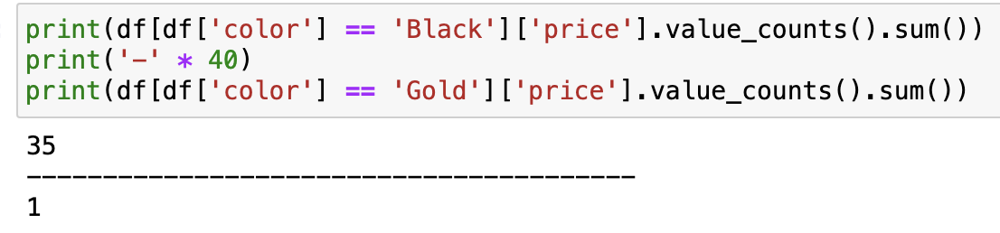 print(df[df['color'] == 'Black']['price'].value_counts().sum())
print('-' * 40)
print(df[df['color'] == 'Gold']['price'].value_counts().sum())
35
----------------------------------------
1